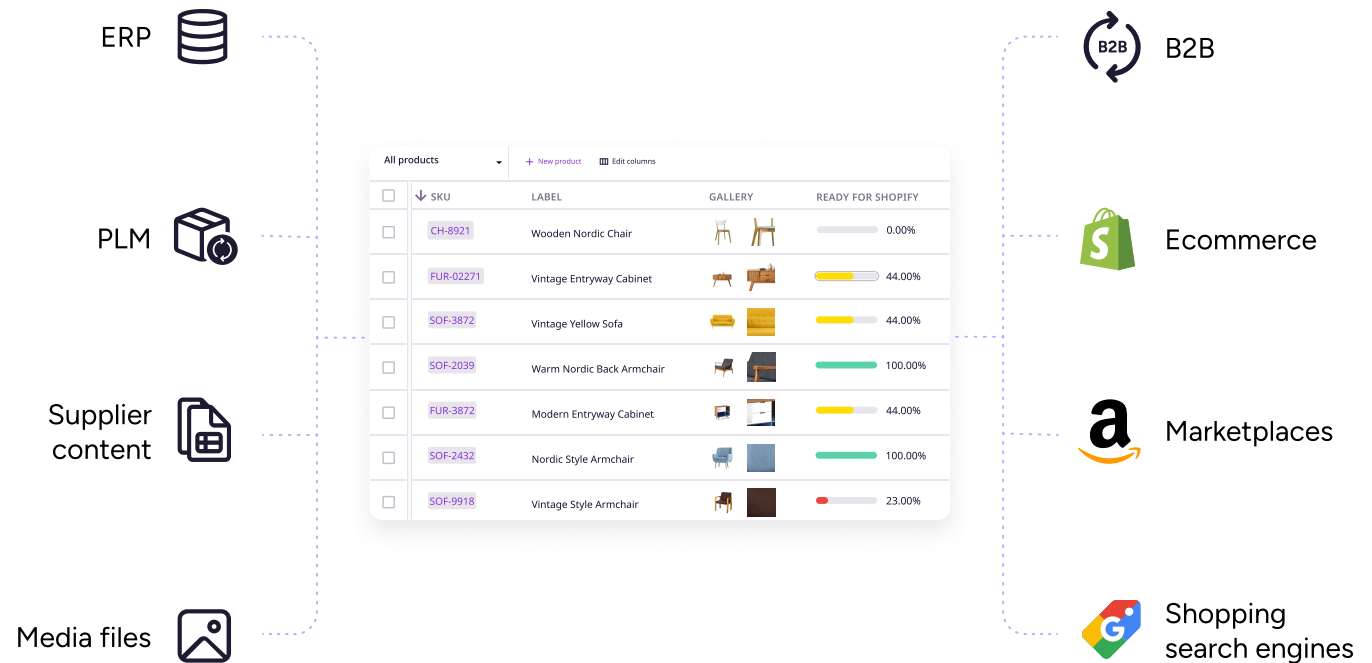 ERP
PLM
Supplier
content
Media files
All products
+ New product
Edit columns
SKU
LABEL
GALLERY
READY FOR SHOPIFY
CH-8921
Wooden Nordic Chair
0.00%
FUR-02271
Vintage Entryway Cabinet
44.00%
SOF-3872
Vintage Yellow Sofa
44.00%
SOF-2039
Warm Nordic Back Armchair
100.00%
FUR-3872
Modern Entryway Cabinet
44.00%
SOF-2432
Nordic Style Armchair
100.00%
SOF-9918
Vintage Style Armchair
23.00%
B2B
B2B
S
Ecommerce
a
Marketplaces
G
Shopping
search engines